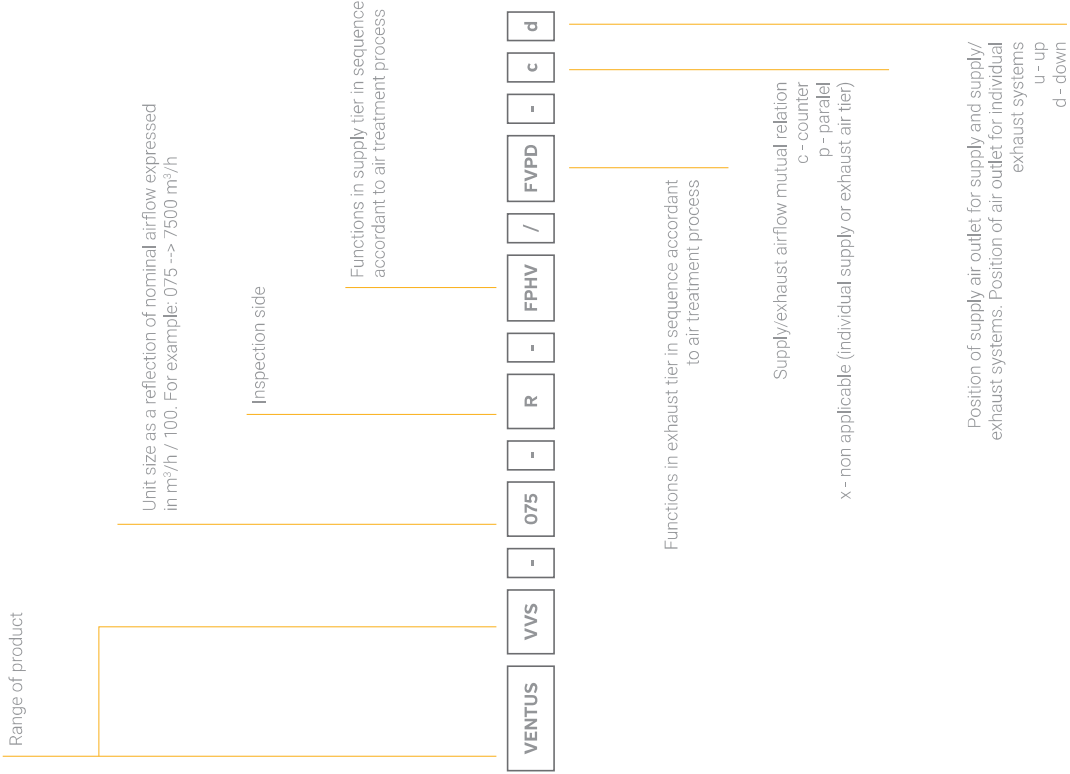 Range of product
Unit size as a reflection of nominal airflow expressed
in m³/h / 100. For example: 075 --> 7500 m³/h
Inspection side
Functions in supply tier in sequence
accordant to air treatment process
VENTUS VVS - 075 - R - FPHV / FVPD - c d
Functions in exhaust tier in sequence accordant
to air treatment process
Supply/exhaust airflow mutual relation
c - counter
p - paralel
x - non applicable (individual supply or exhaust air tier)
Position of supply air outlet for supply and supply/
exhaust systems. Position of air outlet for individual
exhaust systems
u - up
d - down